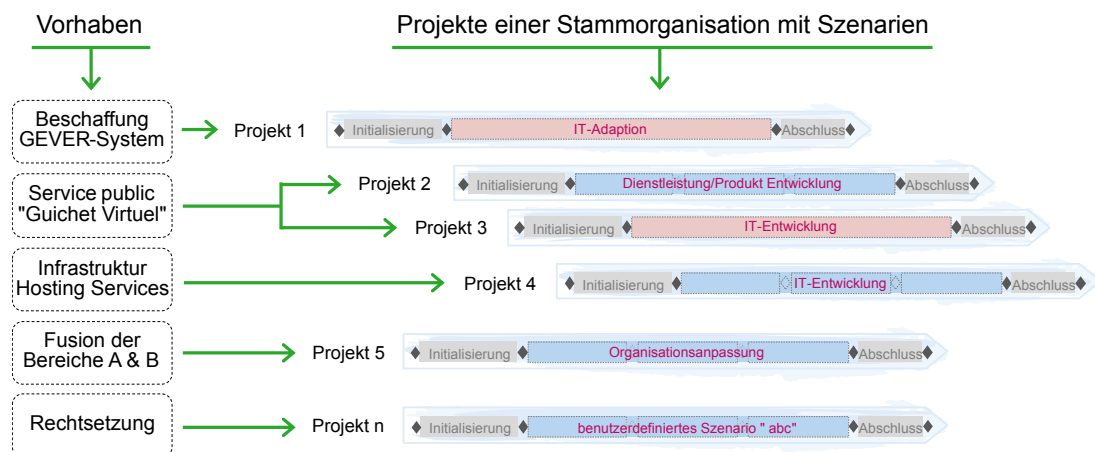 Vorhaben
Projekte einer Stammorganisation mit Szenarien
Beschaffung
GEVER-System
Projekt 1
Initialisierung
IT-Adaption
Abschluss
Service public
"Guichet Virtuel"
Projekt 2
Initialisierung
Dienstleistung/Produkt Entwicklung
Abschluss
Projekt 3
Initialisierung
IT-Entwicklung
Abschluss
Infrastruktur
Hosting Services
Projekt 4
Initialisierung
IT-Entwicklung
Abschluss
Fusion der
Bereiche A & B
Projekt 5
Initialisierung
Organisationsanpassung
Abschluss
Rechtsetzung
Projekt n
Initialisierung
benutzerdefiniertes Szenario " abc"
Abschluss